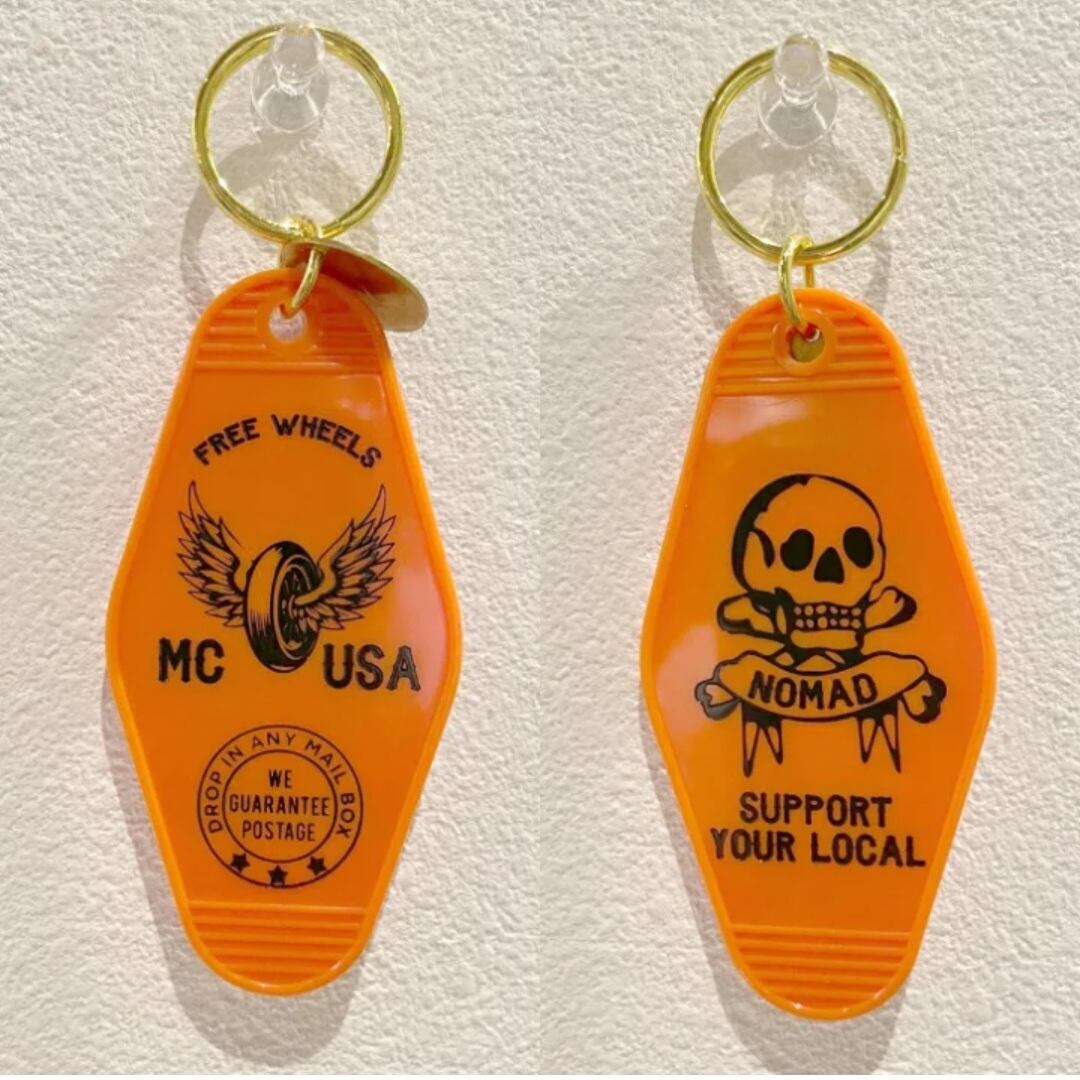 FREE WHEELS
MC USA
DROP IN ANY MAIL BOX
WE
GUARANTEE
POSTAGE
NOMAD
SUPPORT
YOUR LOCAL